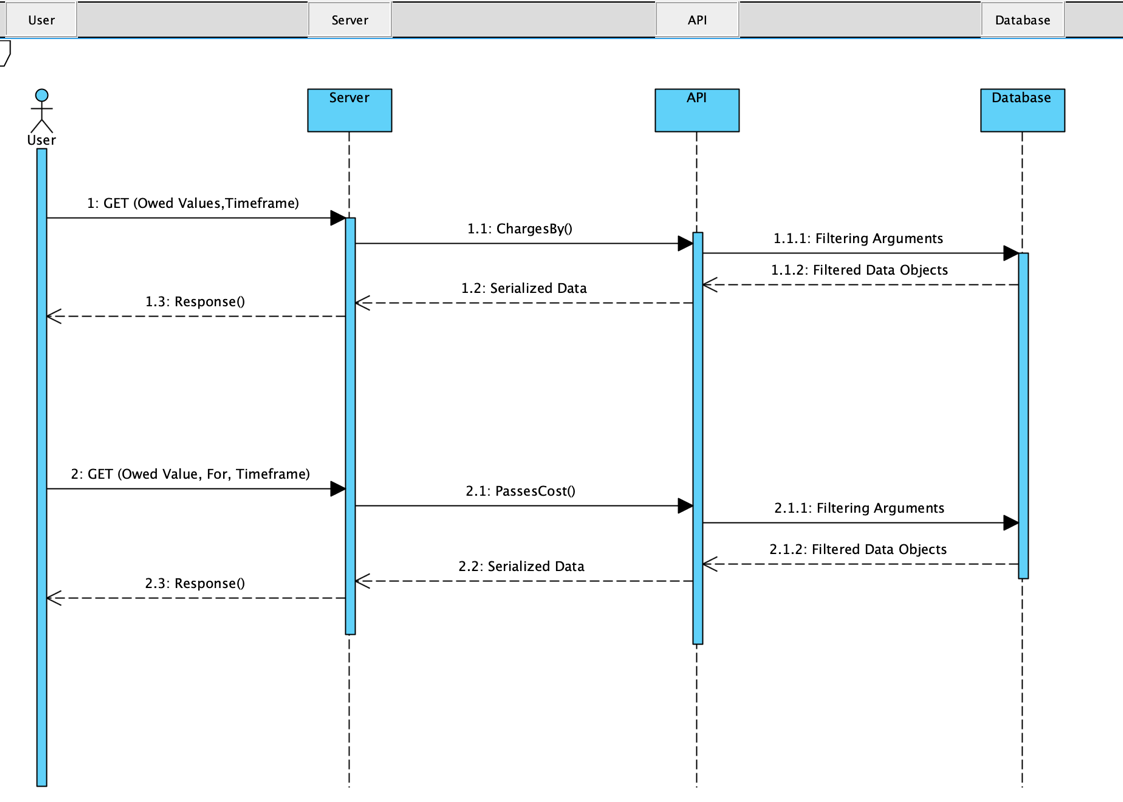 User
Server
API
Database
Server
API
Database
User
1: GET (Owed Values,Timeframe)
1.1: ChargesBy()
1.1.1: Filtering Arguments
1.1.2: Filtered Data Objects
1.2: Serialized Data
1.3: Response()
2: GET (Owed Value, For, Timeframe)
2.1: PassesCost()
2.1.1: Filtering Arguments
2.1.2: Filtered Data Objects
2.2: Serialized Data
2.3: Response()